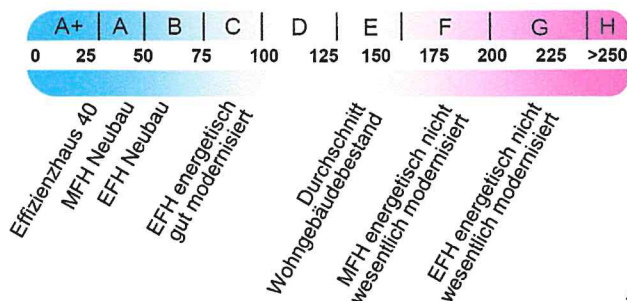 A+ A B C D E F G H
0 25 50 75 100 125 150 175 200 225 >250
Effizienzhaus 40
MFH Neubau
EFH Neubau
EFH energetisch
gut modernisiert
Durchschnitt
Wohngebäudebestand
MFH energetisch nicht
wesentlich modernisiert
EFH energetisch nicht
wesentlich modernisiert